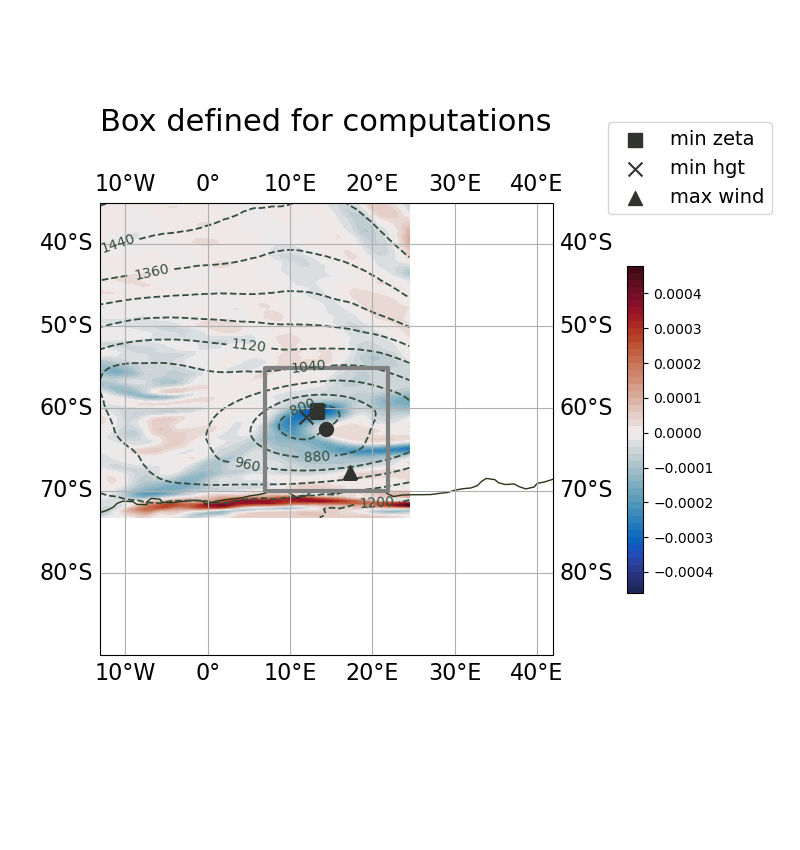 Box defined for computations
min zeta
min hgt
max wind
10°W 0° 10°E 20°E 30°E 40°E
40°S 40°S
50°S 50°S
60°S 60°S
70°S 70°S
80°S 80°S
10°W 0° 10°E 20°E 30°E 40°E
1440
1360
1120
1040
800
880
960
1200
0.0004
0.0003
0.0002
0.0001
0.0000
−0.0001
−0.0002
−0.0003
−0.0004